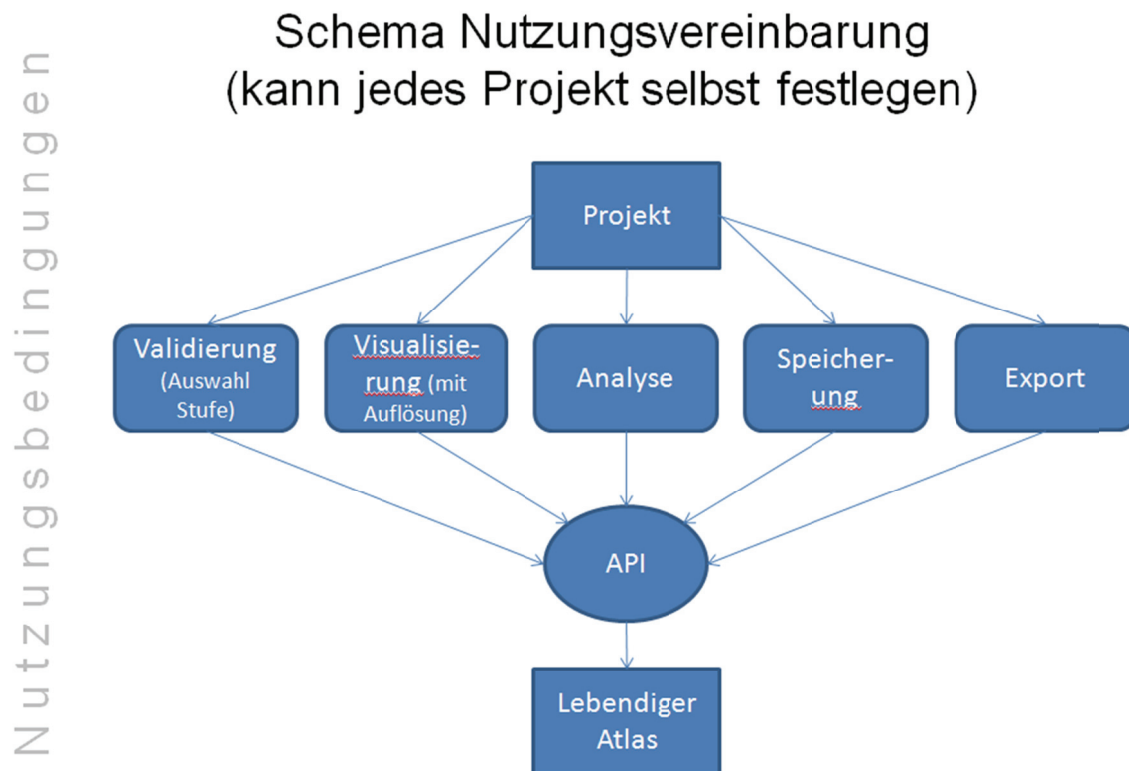 Nutzungsbedingungen
Schema Nutzungsvereinbarung
(kann jedes Projekt selbst festlegen)
Projekt
Validierung
(Auswahl
Stufe)
Visualisie-
rung (mit
Auflösung)
Analyse
Speicher-
ung
Export
API
Lebendiger
Atlas